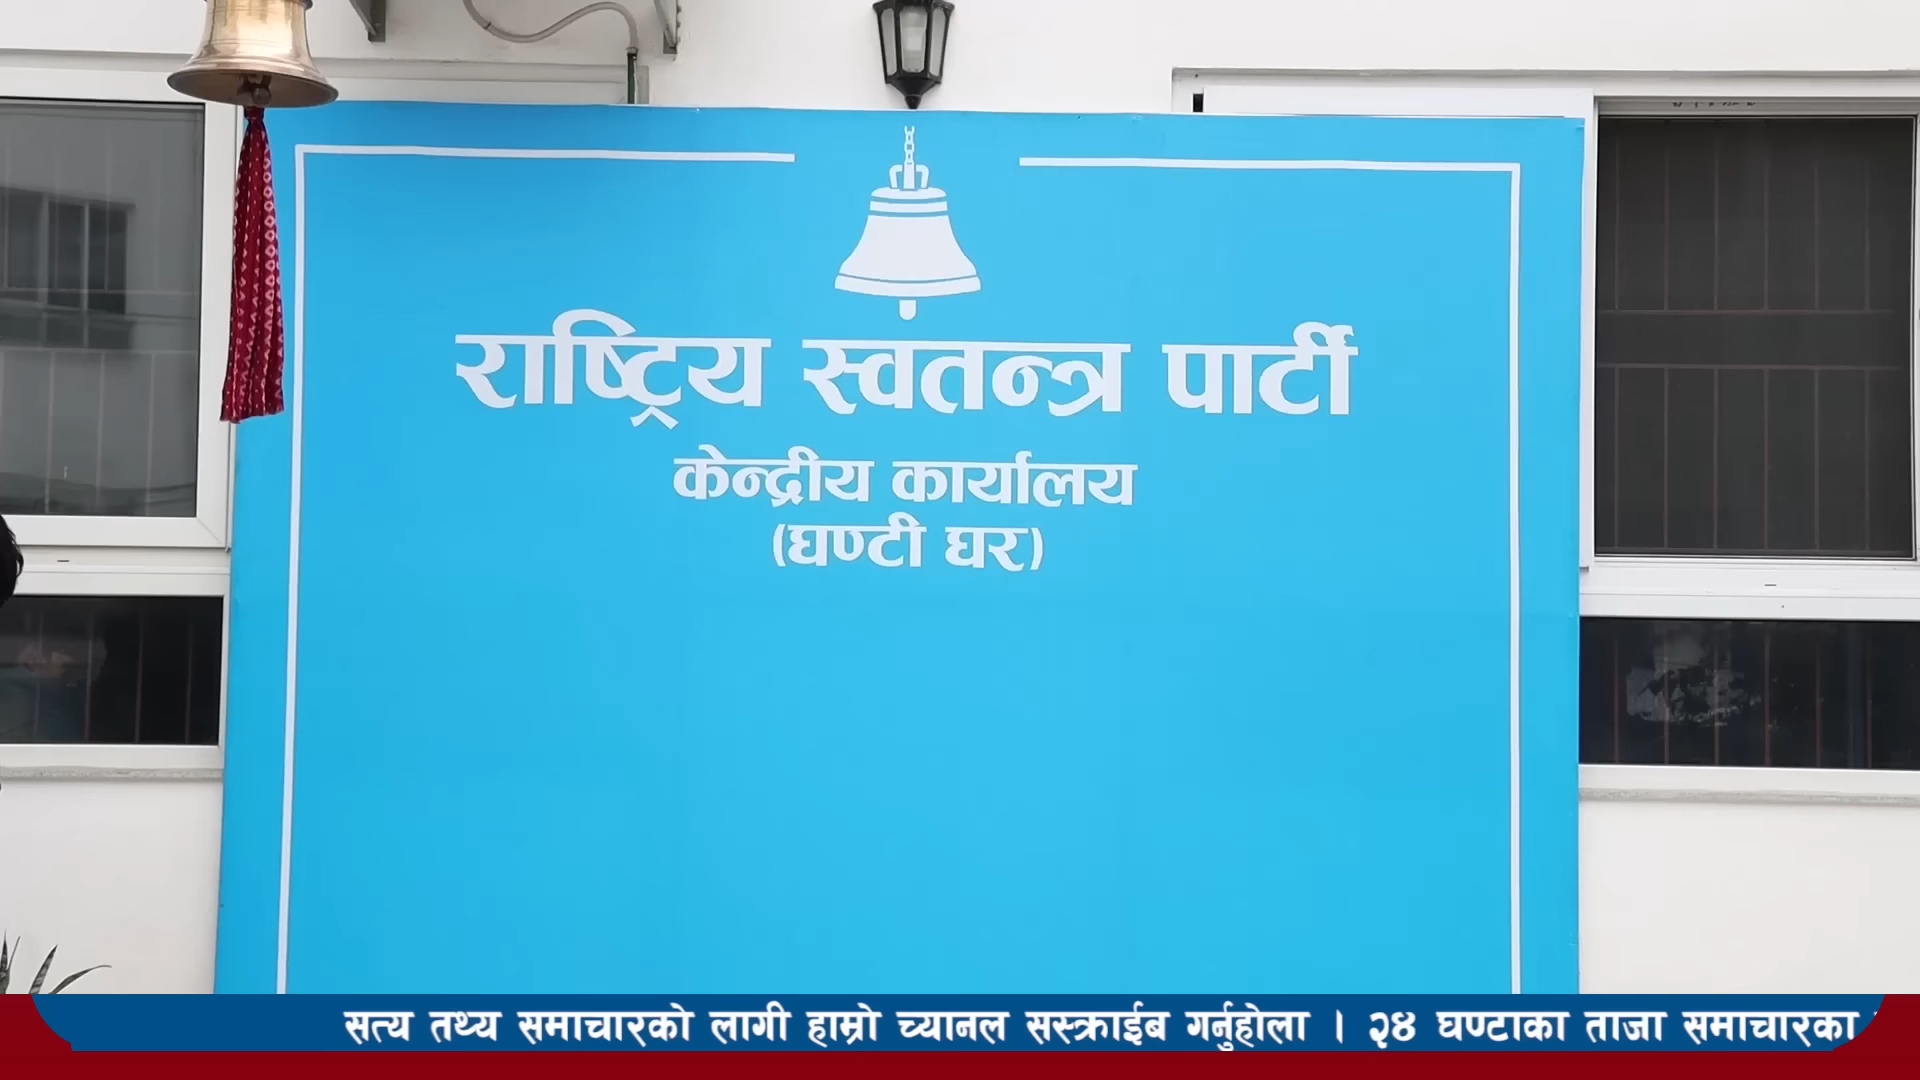 राष्ट्रिय स्वतन्त्र पार्टी
केन्द्रीय कार्यालय
(घण्टी घर)
सत्य तथ्य समाचारको लागी हाम्रो च्यानल सस्क्राईब गर्नुहोला । २४ घण्टाका ताजा समाचारका